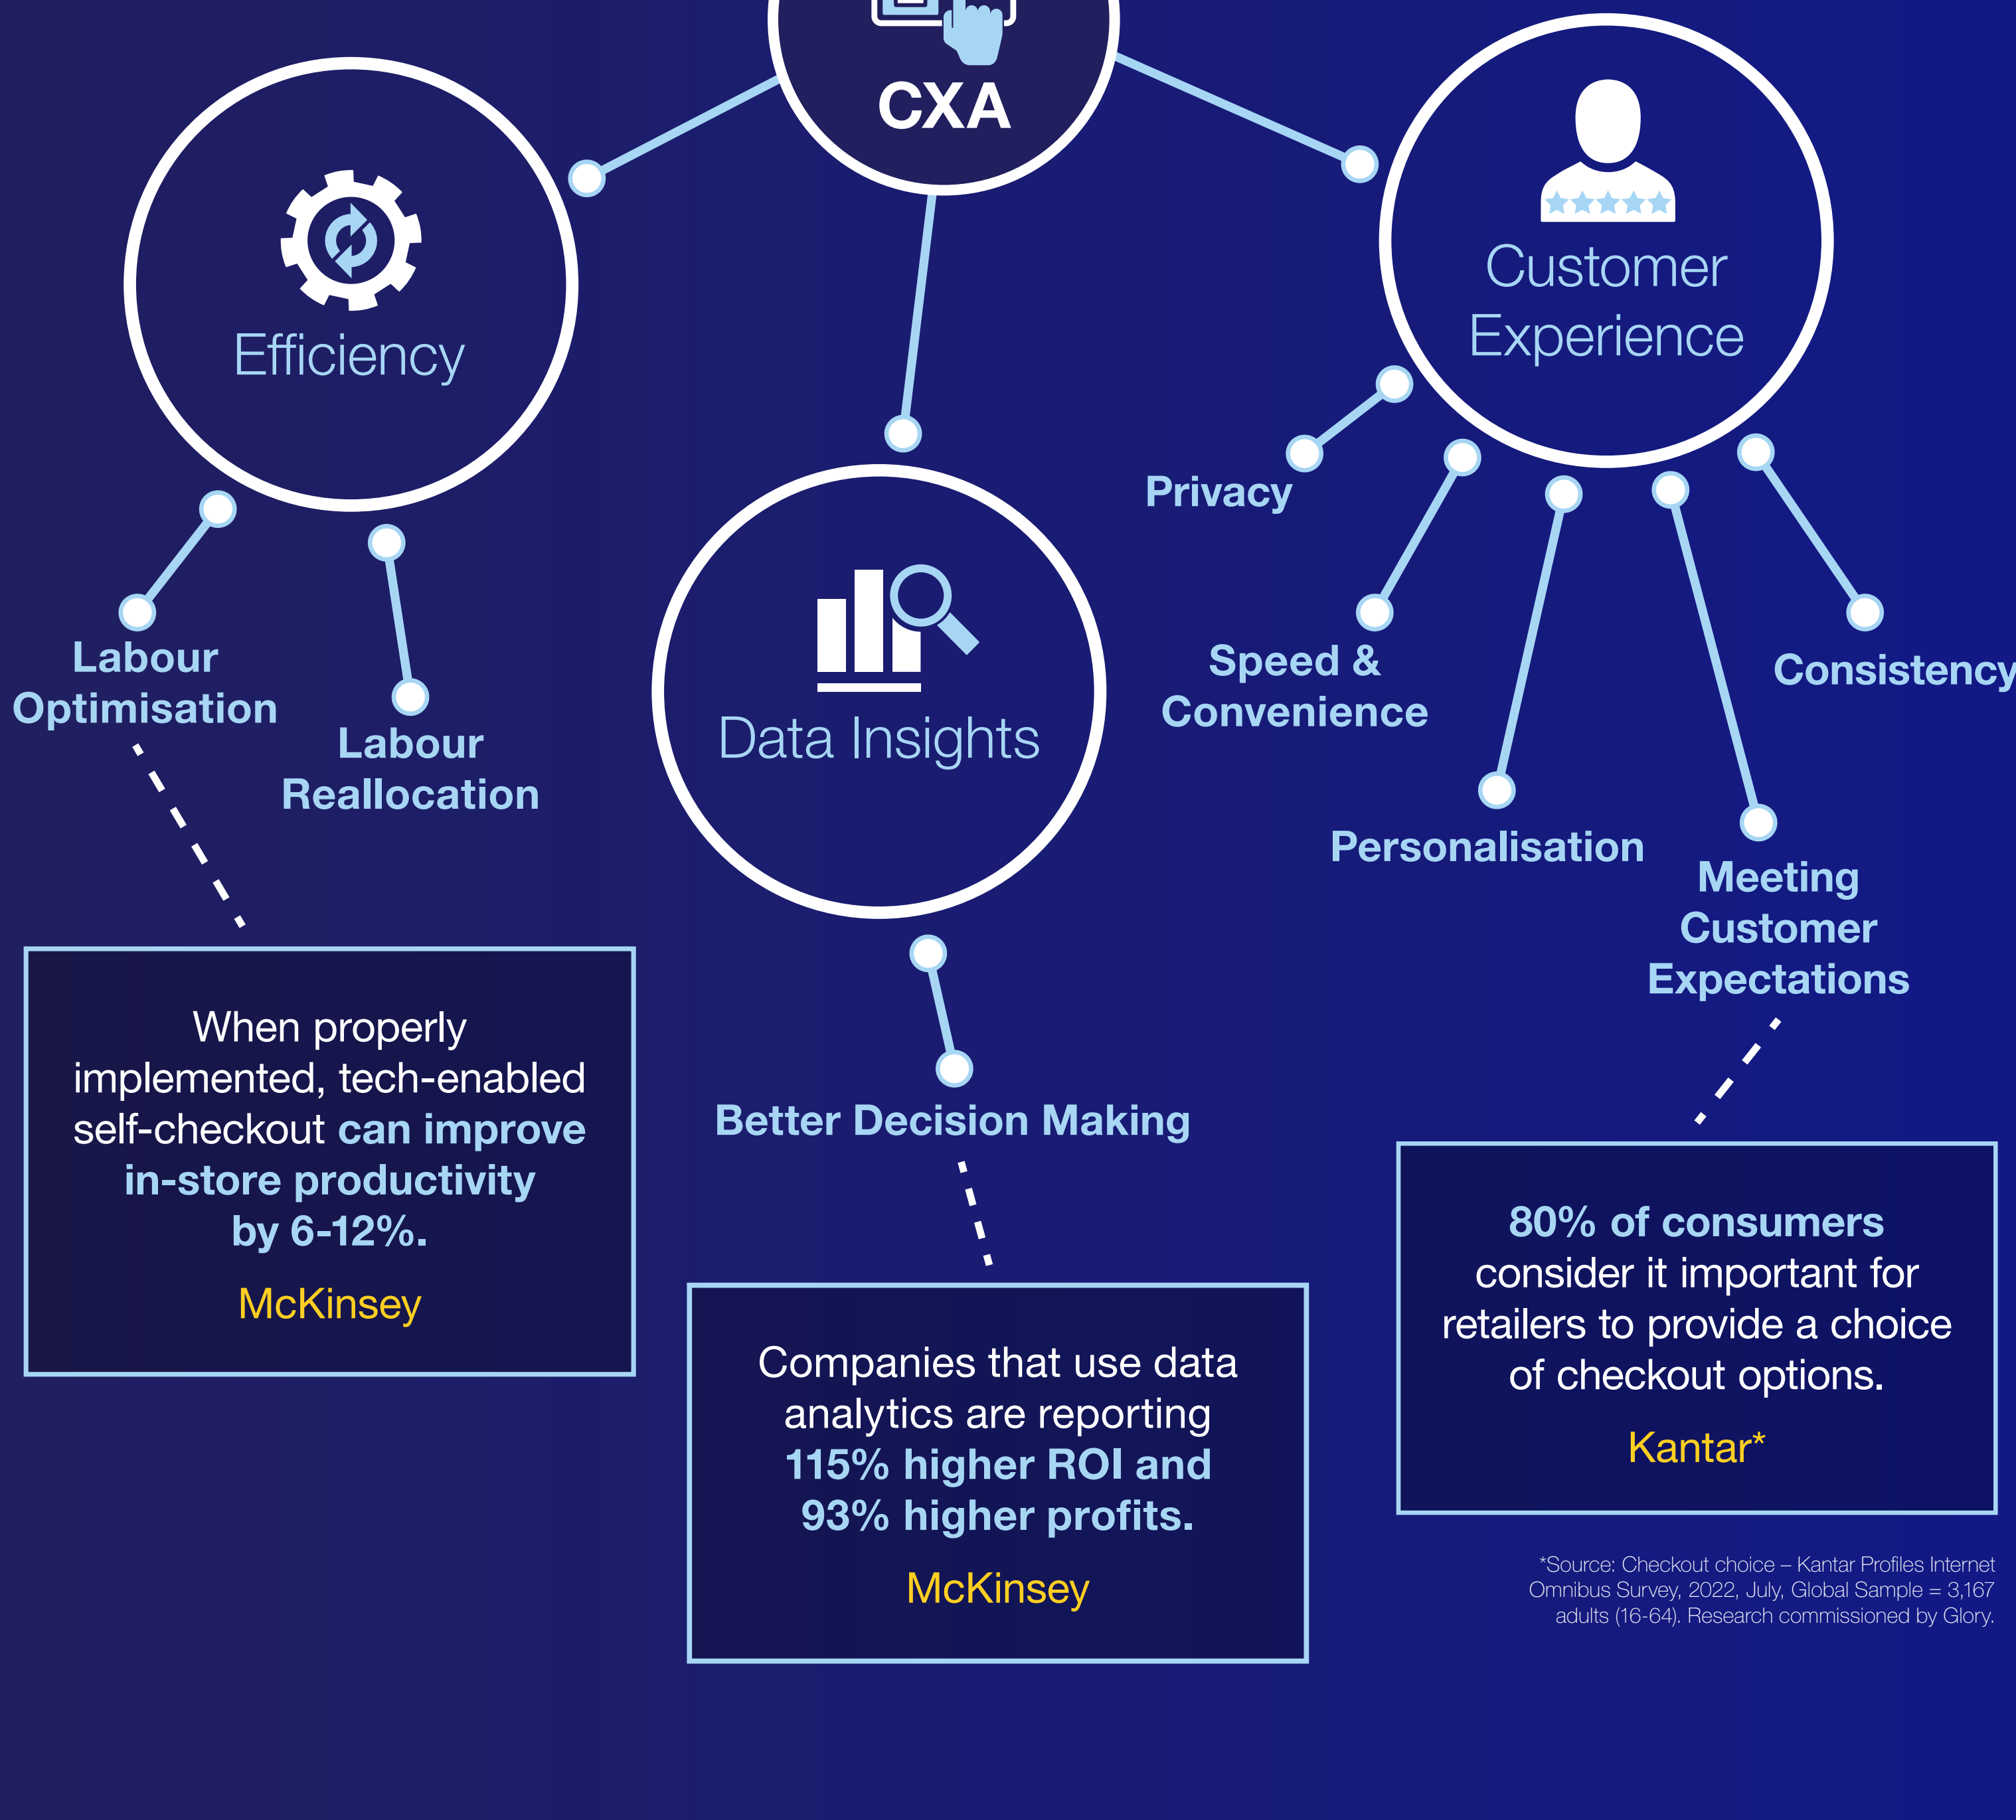 CXA
Efficiency
Customer
Experience
Privacy
Labour
Optimisation
Labour
Reallocation
Data Insights
Speed &
Convenience
Consistency
Personalisation
Meeting
Customer
Expectations
When properly
implemented, tech-enabled
self-checkout can improve
in-store productivity
by 6-12%.
McKinsey
Better Decision Making
Companies that use data
analytics are reporting
115% higher ROI and
93% higher profits.
McKinsey
80% of consumers
consider it important for
retailers to provide a choice
of checkout options.
Kantar*
*Source: Checkout choice – Kantar Profiles Internet
Omnibus Survey, 2022, July, Global Sample = 3,167
adults (16-64). Research commissioned by Glory.